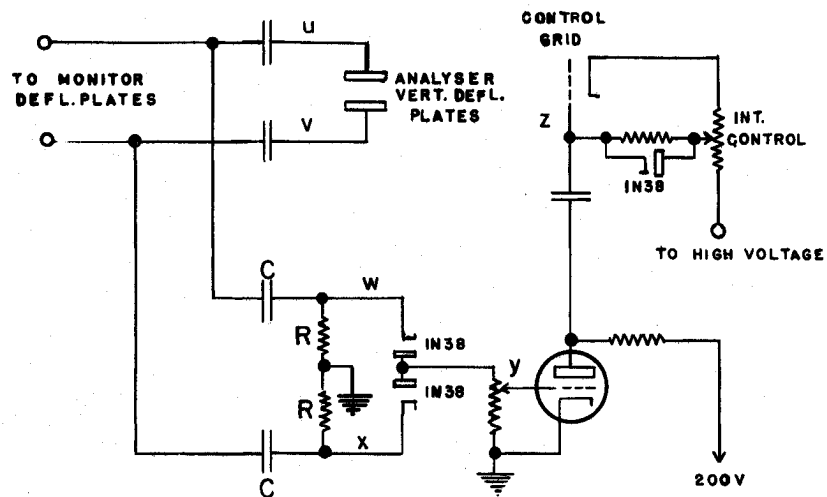 TO MONITOR
DEFL. PLATES
u
V
ANALYSER
VERT. DEFL.
PLATES
CONTROL
GRID
Z
INT.
CONTROL
IN38
TO HIGH VOLTAGE
C
W
R
R
IN38
IN38
y
X
C
200V